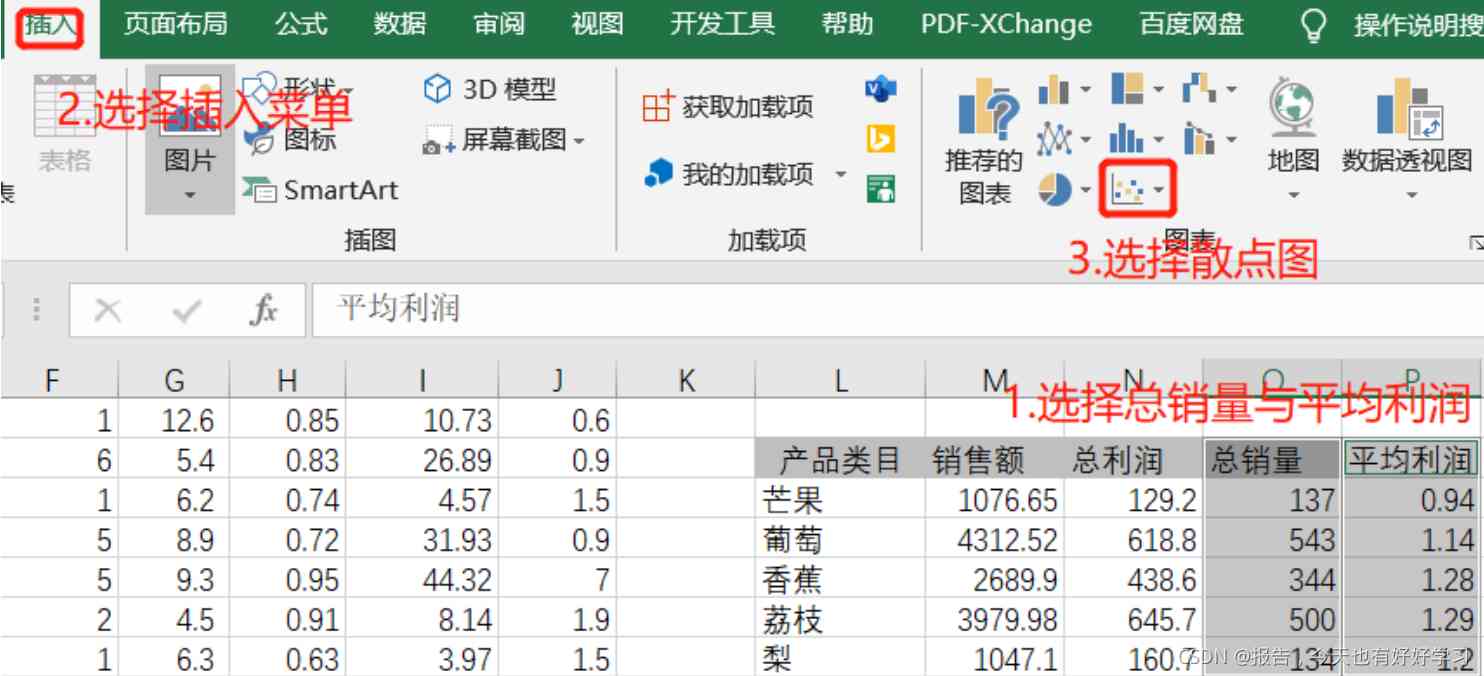 插入 页面布局 公式 数据 审阅 视图 开发工具 帮助 PDF-XChange 百度网盘 操作说明搜
形状 3D 模型
2.选择插入菜单
获取加载项
图标 屏幕截图
表格 图片 推荐的图表 地图 数据透视图
表
我的加载项
SmartArt
插图 加载项 图表
3.选择散点图
fx 平均利润
F G H I J K L M N O P
1.选择总销量与平均利润
1 12.6 0.85 10.73 0.6
6 5.4 0.83 26.89 0.9 产品类目 销售额 总利润 总销量 平均利润
1 6.2 0.74 4.57 1.5 芒果 1076.65 129.2 137 0.94
5 8.9 0.72 31.93 0.9 葡萄 4312.52 618.8 543 1.14
5 9.3 0.95 44.32 7 香蕉 2689.9 438.6 344 1.28
2 4.5 0.91 8.14 1.9 荔枝 3979.98 645.7 500 1.29
1 6.3 0.63 3.97 1.5 梨 1047.1 160.7 134 1.2
CSDN @报告，今天也有好好学习